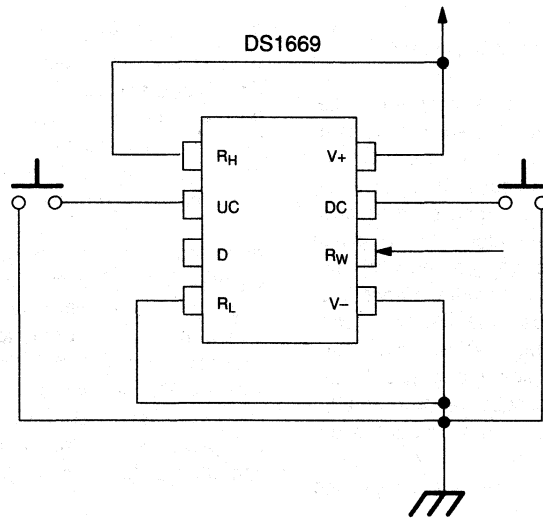 DS1669
RH V+
UC DC
D RW
RL V–